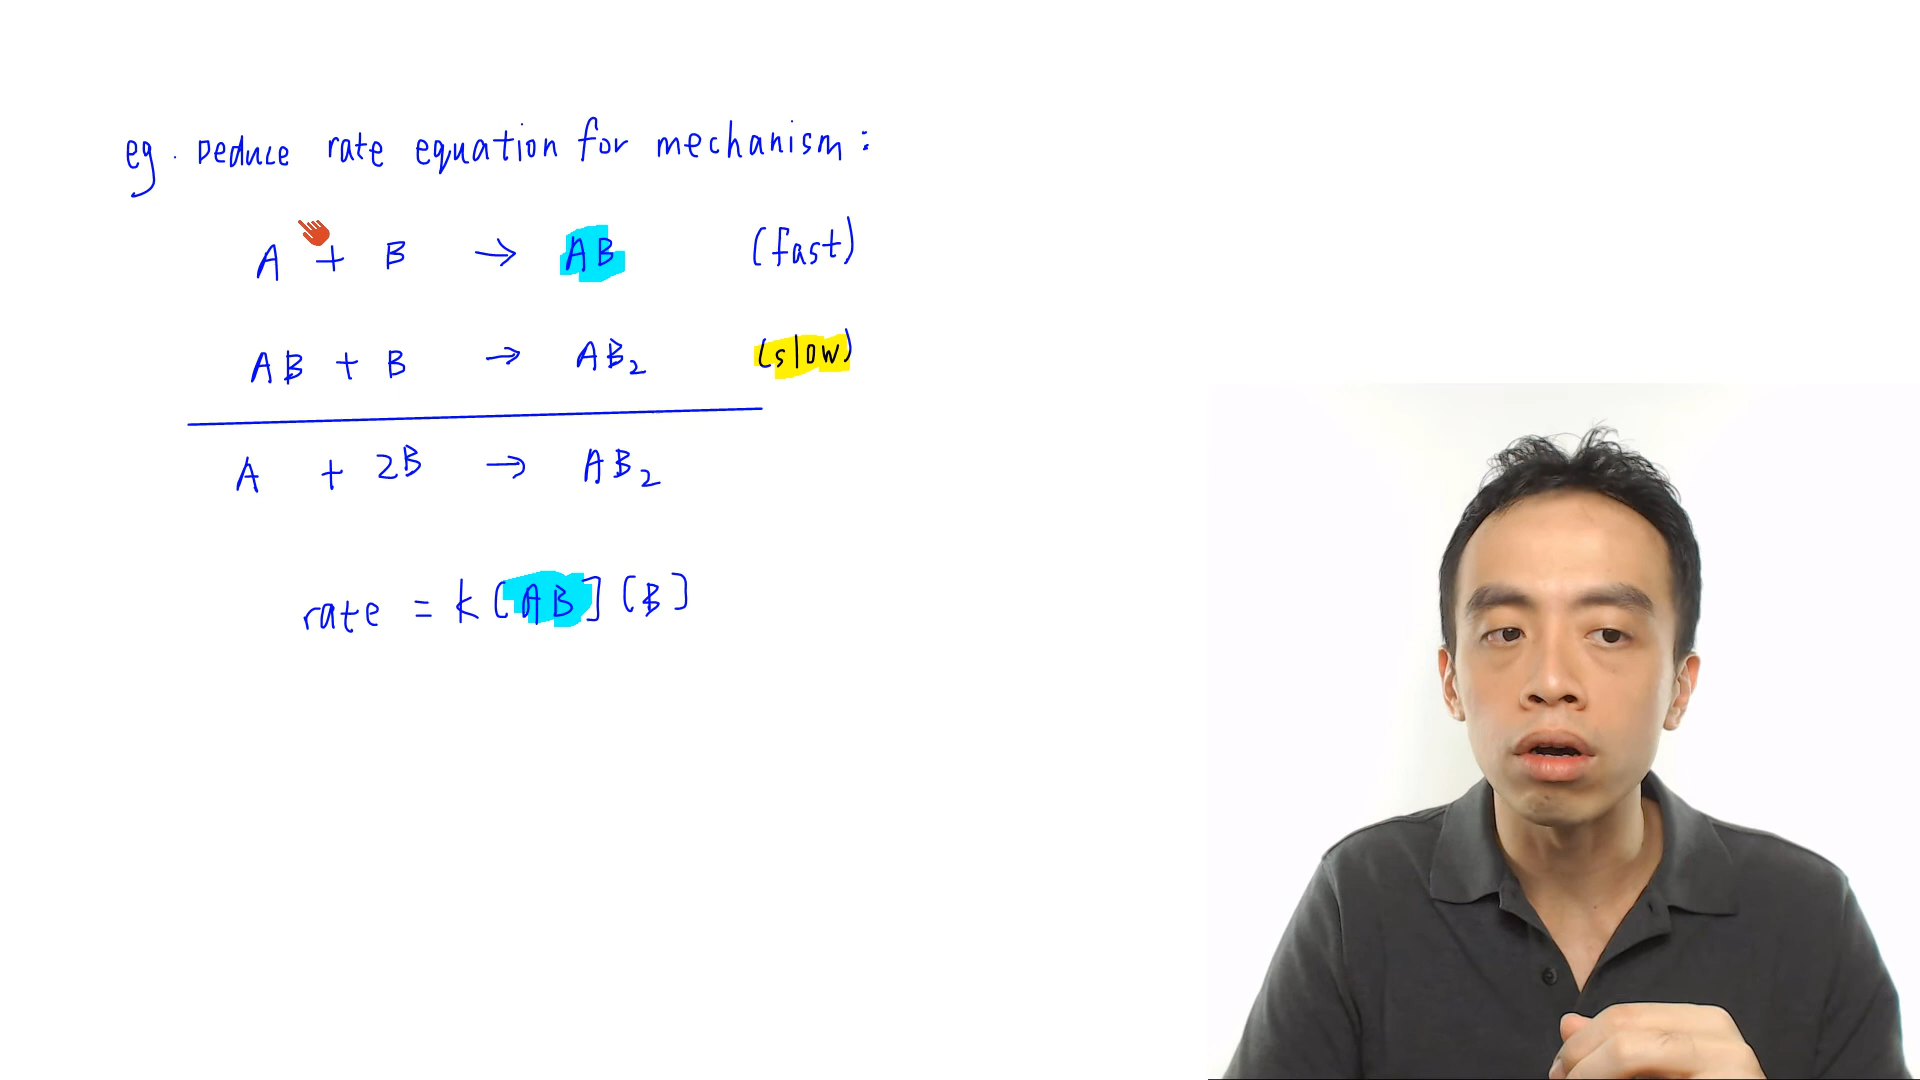 eg. Deduce rate equation for mechanism:
A + B → AB (fast)
AB + B → AB₂ (slow)
A + 2B → AB₂
rate = k[AB][B]